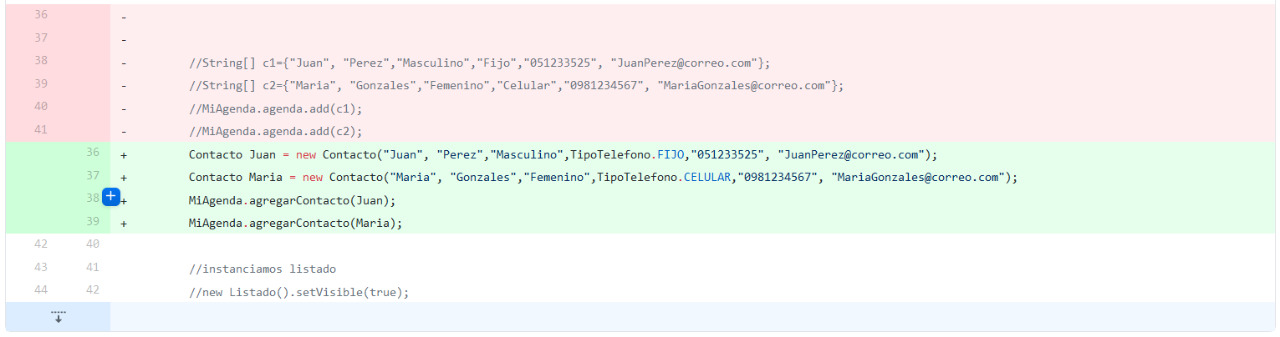 36 -
37 -
38 - //String[] c1={"Juan", "Perez","Masculino","Fijo","051233525", "JuanPerez@correo.com"};
39 - //String[] c2={"Maria", "Gonzales","Femenino","Celular","0981234567", "MariaGonzales@correo.com"};
40 - //MiAgenda.agenda.add(c1);
41 - //MiAgenda.agenda.add(c2);
36 + Contacto Juan = new Contacto("Juan", "Perez","Masculino",TipoTelefono.FIJO,"051233525", "JuanPerez@correo.com");
37 + Contacto Maria = new Contacto("Maria", "Gonzales","Femenino",TipoTelefono.CELULAR,"0981234567", "MariaGonzales@correo.com");
38 + MiAgenda.agregarContacto(Juan);
39 + MiAgenda.agregarContacto(Maria);
42 40
43 41 //instanciamos listado
44 42 //new Listado().setVisible(true);